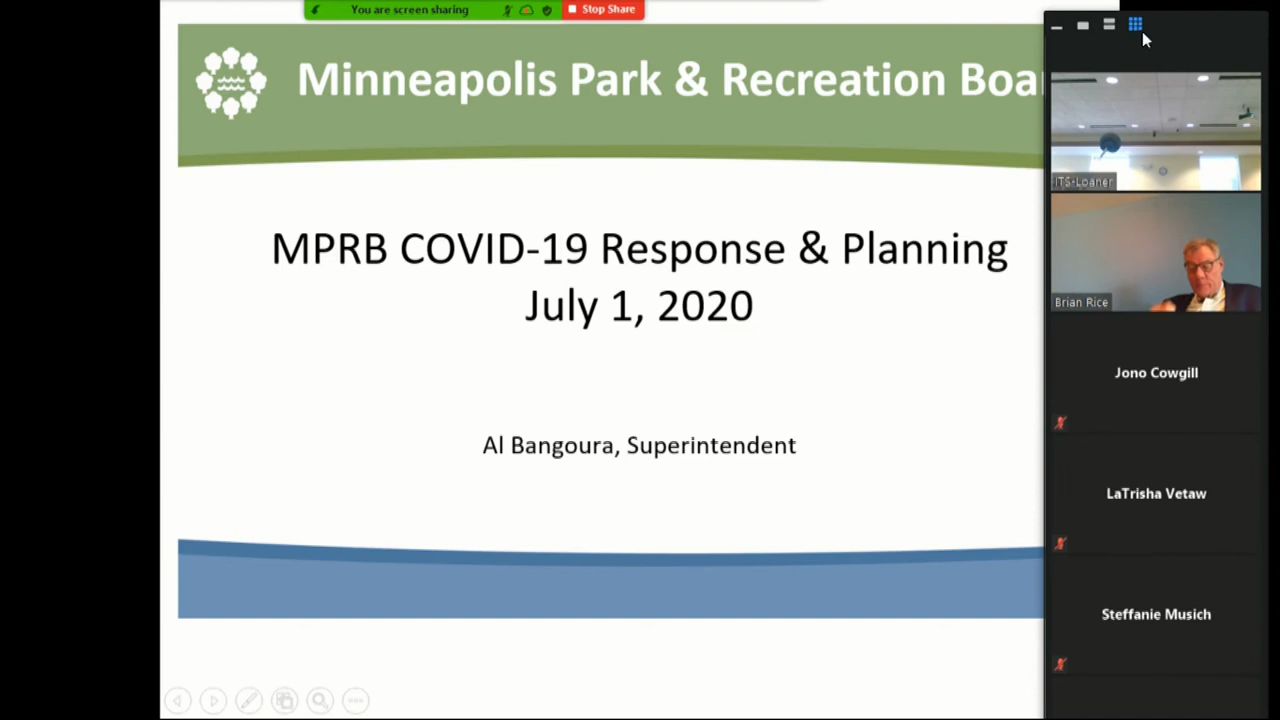 You are screen sharing
Stop Share
Minneapolis Park & Recreation Boa
MPRB COVID-19 Response & Planning
July 1, 2020
Al Bangoura, Superintendent
ITS-Loaner
Brian Rice
Jono Cowgill
LaTrisha Vetaw
Steffanie Musich